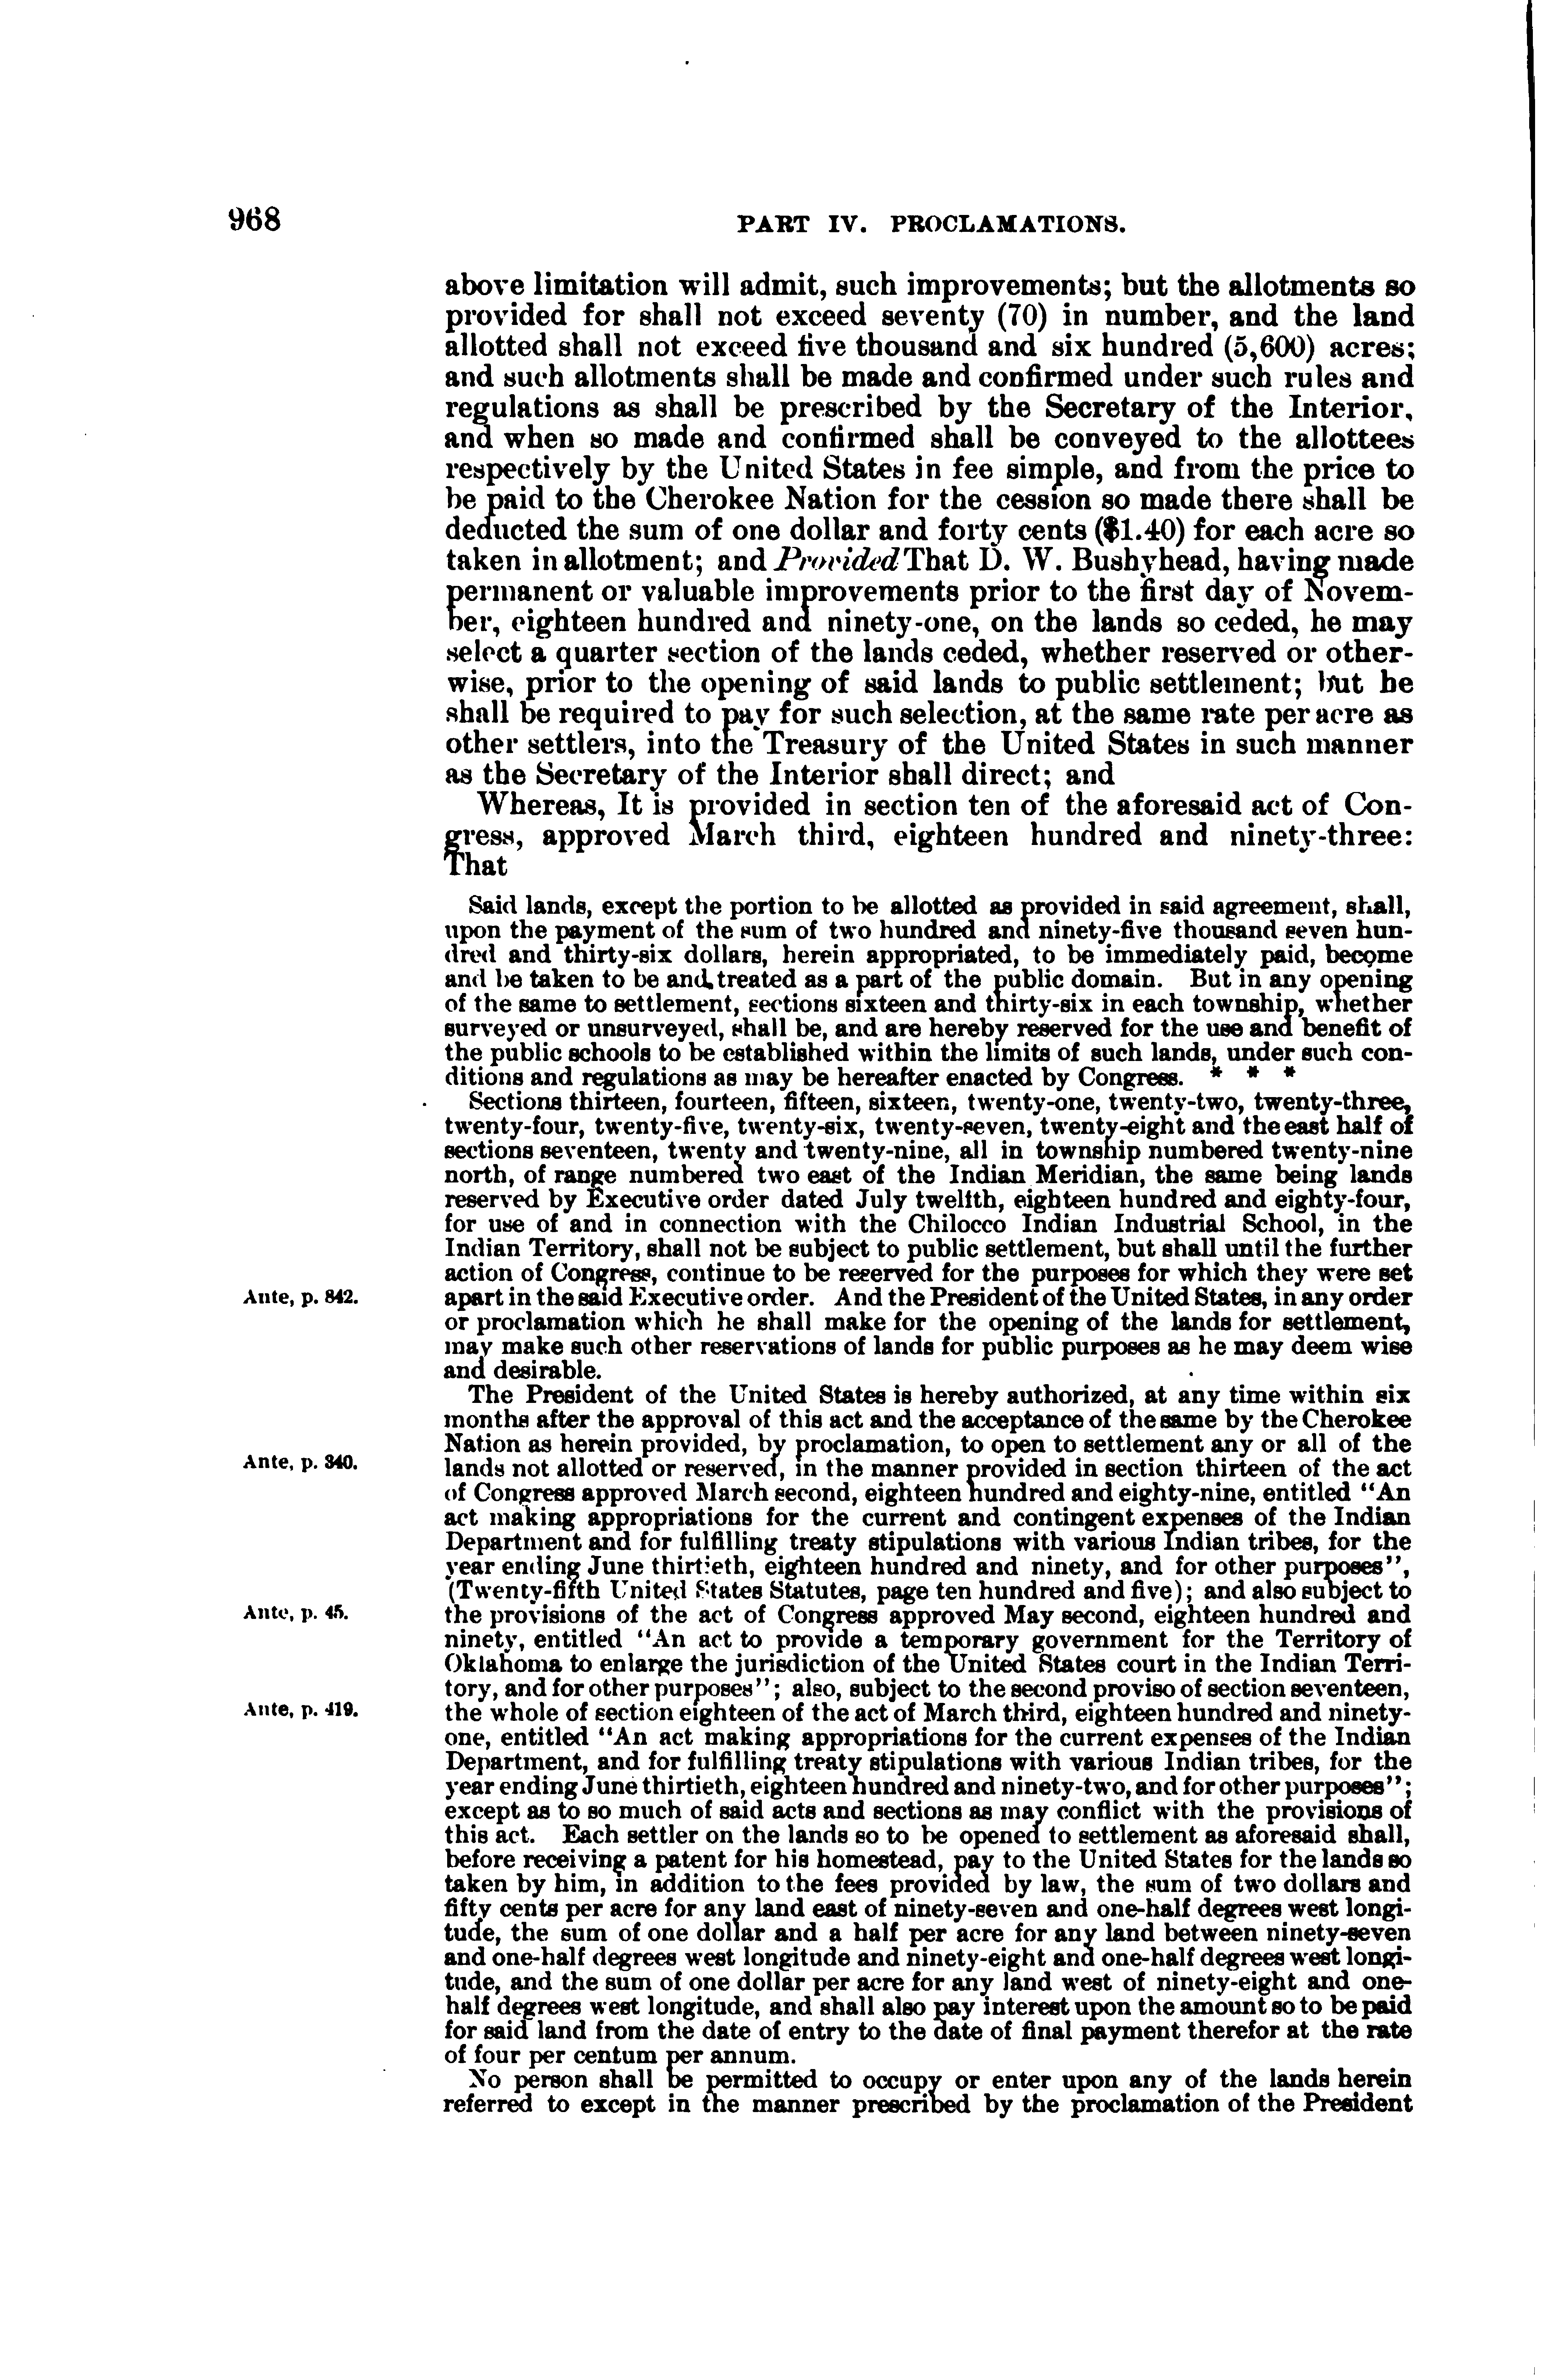 968
PART IV. PROCLAMATIONS.
above limitation will admit, such improvements; but the allotments so
provided for shall not exceed seventy (70) in number, and the land
allotted shall not exceed five thousand and six hundred (5,600) acres;
and such allotments shall be made and confirmed under such rules and
regulations as shall be prescribed by the Secretary of the Interior,
and when so made and confirmed shall be conveyed to the allottees
respectively by the United States in fee simple, and from the price to
be paid to the Cherokee Nation for the cession so made there shall be
deducted the sum of one dollar and forty cents ($1.40) for each acre so
taken in allotment; and Provided That D. W. Bushyhead, having made
permanent or valuable improvements prior to the first day of Novem-
ber, eighteen hundred and ninety-one, on the lands so ceded, he may
select a quarter section of the lands ceded, whether reserved or other-
wise, prior to the opening of said lands to public settlement; but he
shall be required to pay for such selection, at the same rate per acre as
other settlers, into the Treasury of the United States in such manner
as the Secretary of the Interior shall direct; and
Whereas, It is provided in section ten of the aforesaid act of Con-
gress, approved March third, eighteen hundred and ninety-three:
That
Said lands, except the portion to be allotted as provided in said agreement, shall,
upon the payment of the sum of two hundred and ninety-five thousand seven hun-
dred and thirty-six dollars, herein appropriated, to be immediately paid, become
and be taken to be and treated as a part of the public domain. But in any opening
of the same to settlement, sections sixteen and thirty-six in each township, whether
surveyed or unsurveyed, shall be, and are hereby reserved for the use and benefit of
the public schools to be established within the limits of such lands, under such con-
ditions and regulations as may be hereafter enacted by Congress. * * *
Sections thirteen, fourteen, fifteen, sixteen, twenty-one, twenty-two, twenty-three,
twenty-four, twenty-five, twenty-six, twenty-seven, twenty-eight and the east half of
sections seventeen, twenty and twenty-nine, all in township numbered twenty-nine
north, of range numbered two east of the Indian Meridian, the same being lands
reserved by Executive order dated July twelfth, eighteen hundred and eighty-four,
for use of and in connection with the Chilocco Indian Industrial School, in the
Indian Territory, shall not be subject to public settlement, but shall until the further
action of Congress, continue to be reserved for the purposes for which they were set
Ante, p. 842.
apart in the said Executive order. And the President of the United States, in any order
or proclamation which he shall make for the opening of the lands for settlement,
may make such other reservations of lands for public purposes as he may deem wise
and desirable.
The President of the United States is hereby authorized, at any time within six
months after the approval of this act and the acceptance of the same by the Cherokee
Nation as herein provided, by proclamation, to open to settlement any or all of the
Ante, p. 340.
lands not allotted or reserved, in the manner provided in section thirteen of the act
of Congress approved March second, eighteen hundred and eighty-nine, entitled "An
act making appropriations for the current and contingent expenses of the Indian
Department and for fulfilling treaty stipulations with various Indian tribes, for the
year ending June thirtieth, eighteen hundred and ninety, and for other purposes",
(Twenty-fifth United States Statutes, page ten hundred and five); and also subject to
Ante, p. 45.
the provisions of the act of Congress approved May second, eighteen hundred and
ninety, entitled "An act to provide a temporary government for the Territory of
Oklahoma to enlarge the jurisdiction of the United States court in the Indian Terri-
tory, and for other purposes"; also, subject to the second proviso of section seventeen,
Ante, p. 419.
the whole of section eighteen of the act of March third, eighteen hundred and ninety-
one, entitled "An act making appropriations for the current expenses of the Indian
Department, and for fulfilling treaty stipulations with various Indian tribes, for the
year ending June thirtieth, eighteen hundred and ninety-two, and for other purposes";
except as to so much of said acts and sections as may conflict with the provisions of
this act. Each settler on the lands so to be opened to settlement as aforesaid shall,
before receiving a patent for his homestead, pay to the United States for the lands so
taken by him, in addition to the fees provided by law, the sum of two dollars and
fifty cents per acre for any land east of ninety-seven and one-half degrees west longi-
tude, the sum of one dollar and a half per acre for any land between ninety-seven
and one-half degrees west longitude and ninety-eight and one-half degrees west longi-
tude, and the sum of one dollar per acre for any land west of ninety-eight and one-
half degrees west longitude, and shall also pay interest upon the amount so to be paid
for said land from the date of entry to the date of final payment therefor at the rate
of four per centum per annum.
No person shall be permitted to occupy or enter upon any of the lands herein
referred to except in the manner prescribed by the proclamation of the President